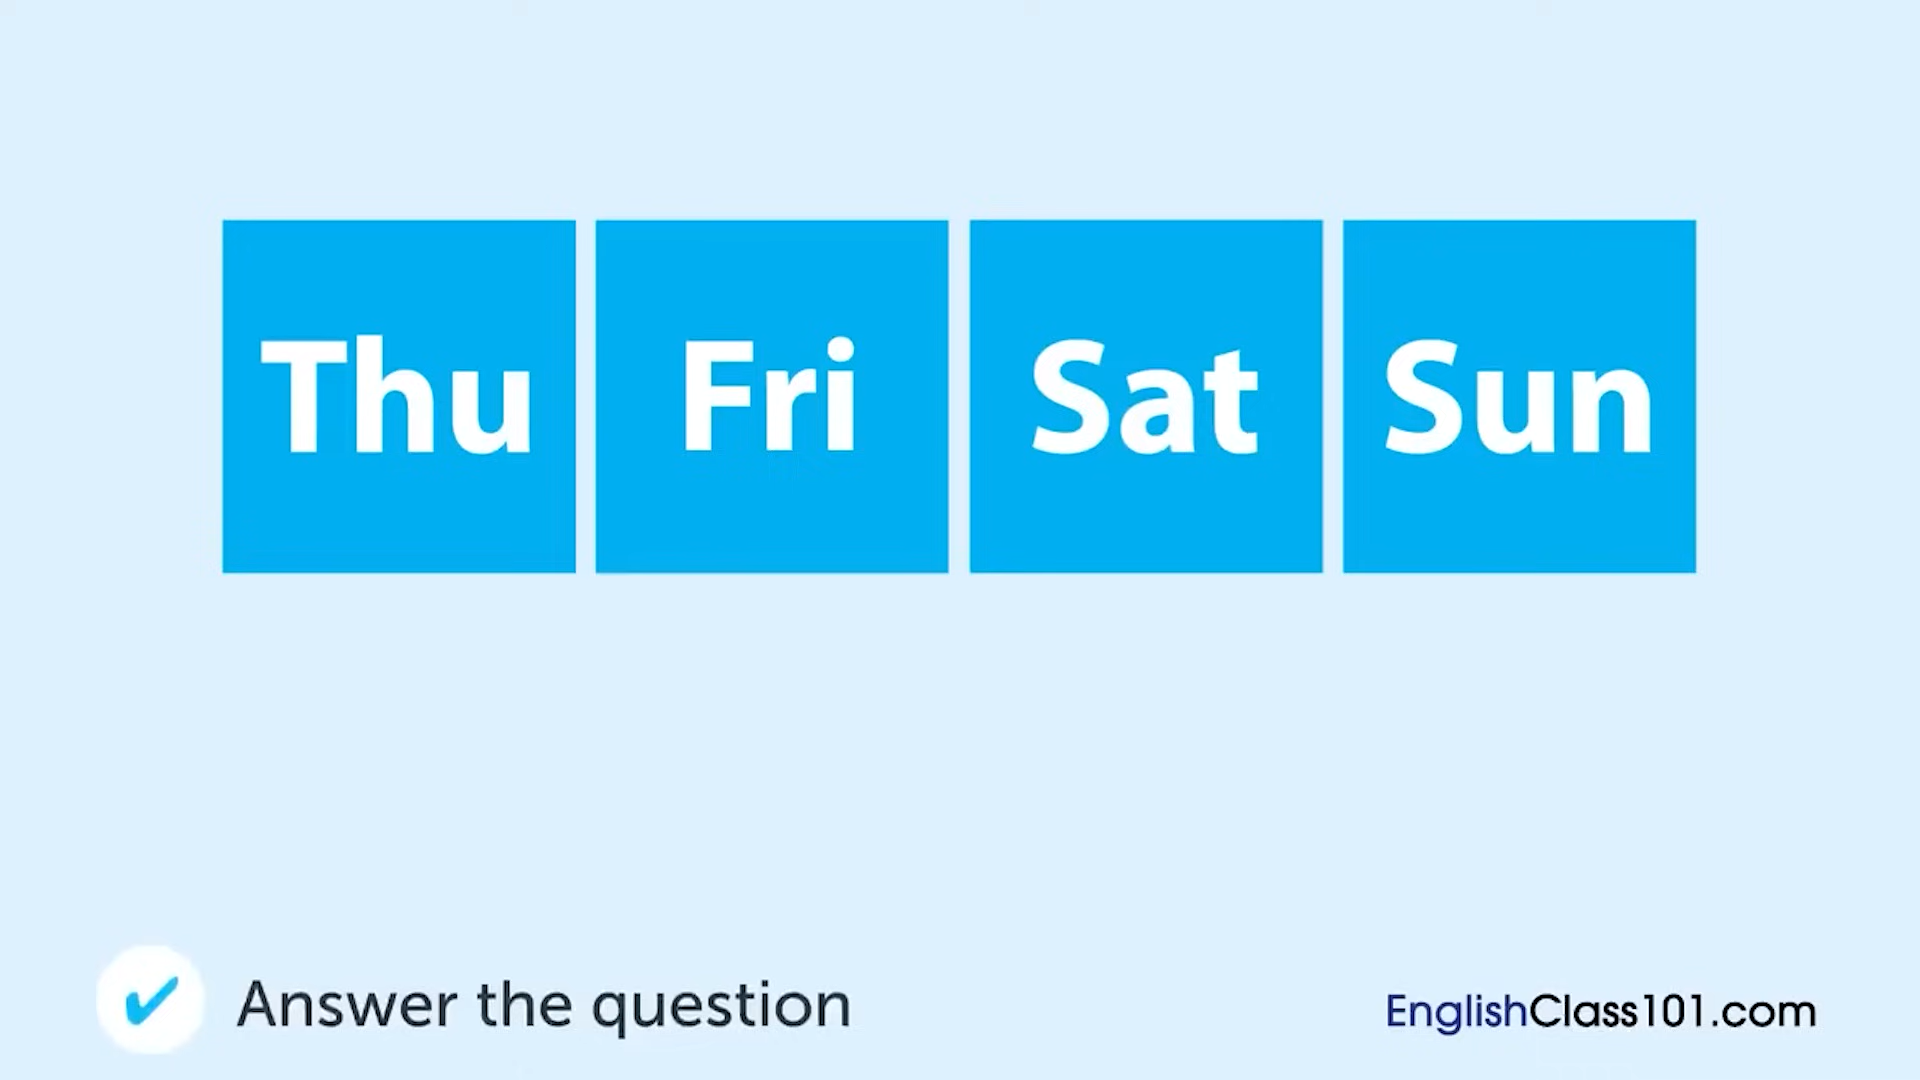 Thu Fri Sat Sun
Answer the question
EnglishClass101.com